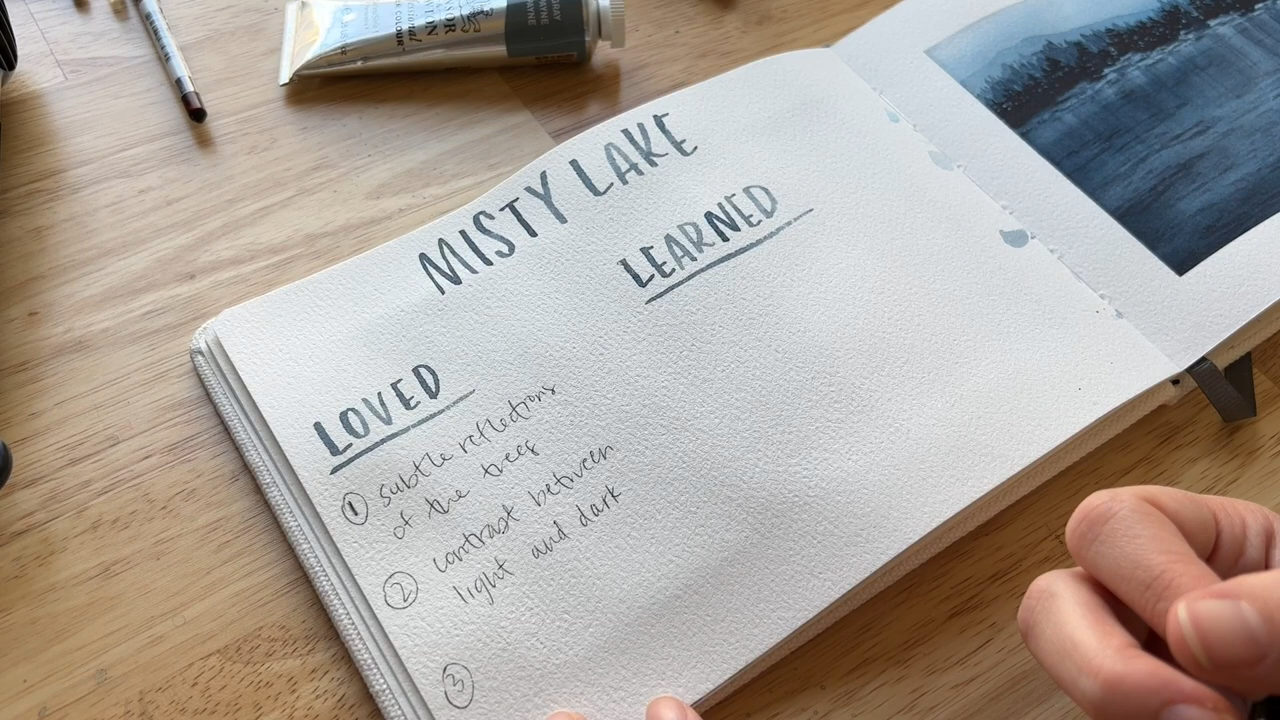 MISTY LAKE
LOVED
① subtle reflections
of the trees
② contrast between
light and dark
③
LEARNED